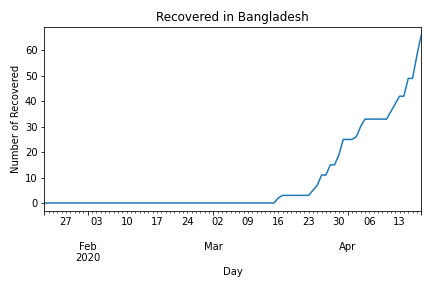 Recovered in Bangladesh
Number of Recovered
60
50
40
30
20
10
0
27 03 10 17 24 02 09 16 23 30 06 13
Feb Mar Apr
2020
Day